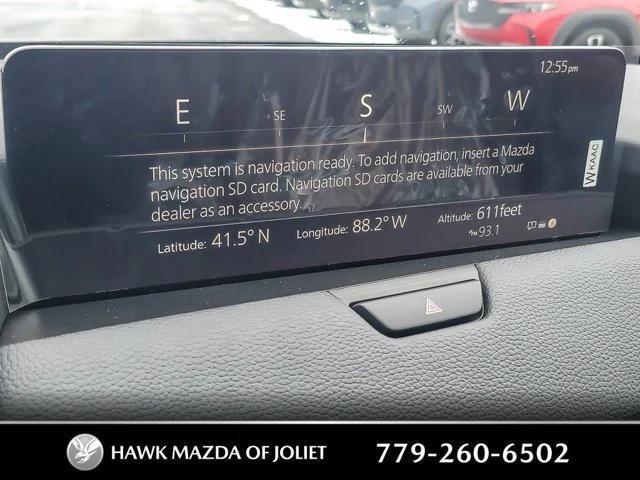 12:55pm
E SE S SW W
This system is navigation ready. To add navigation, insert a Mazda
navigation SD card. Navigation SD cards are available from your
dealer as an accessory.
Latitude: 41.5° N Longitude: 88.2° W Altitude: 611feet
FM 93.1
WKAAC
HAWK MAZDA OF JOLIET 779-260-6502